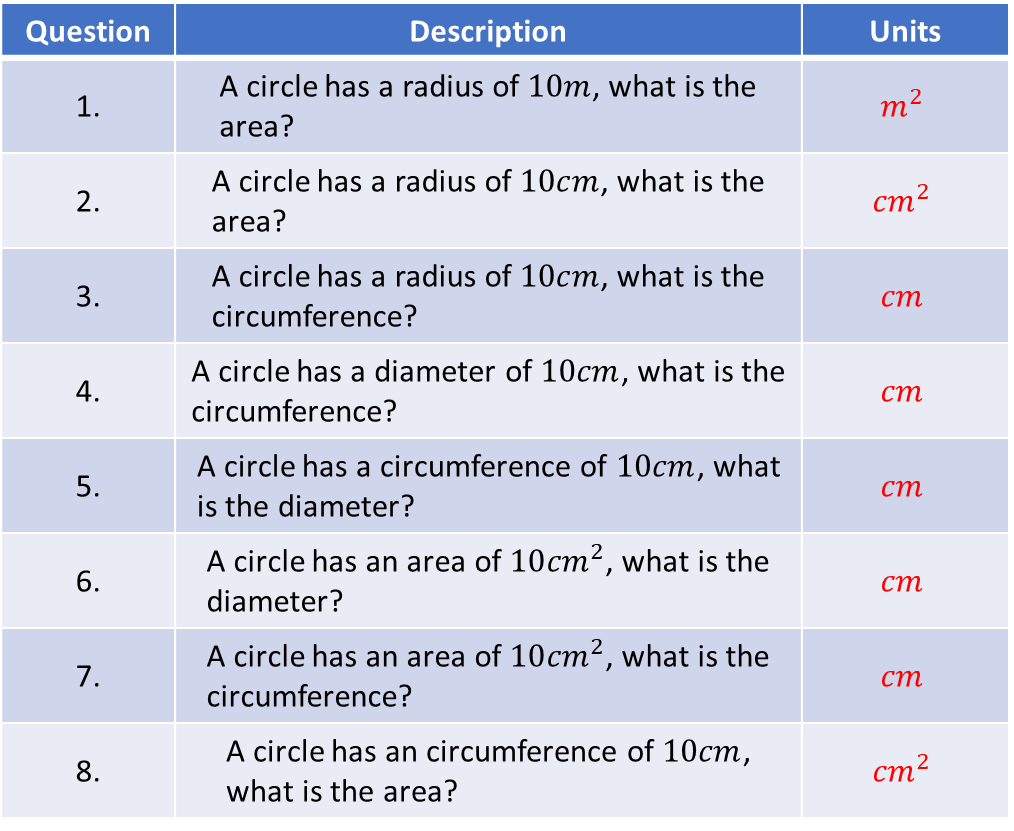 Question Description Units
1. A circle has a radius of 10m, what is the
area? m²
2. A circle has a radius of 10cm, what is the
area? cm²
3. A circle has a radius of 10cm, what is the
circumference? cm
4. A circle has a diameter of 10cm, what is the
circumference? cm
5. A circle has a circumference of 10cm, what
is the diameter? cm
6. A circle has an area of 10cm², what is the
diameter? cm
7. A circle has an area of 10cm², what is the
circumference? cm
8. A circle has an circumference of 10cm,
what is the area? cm²